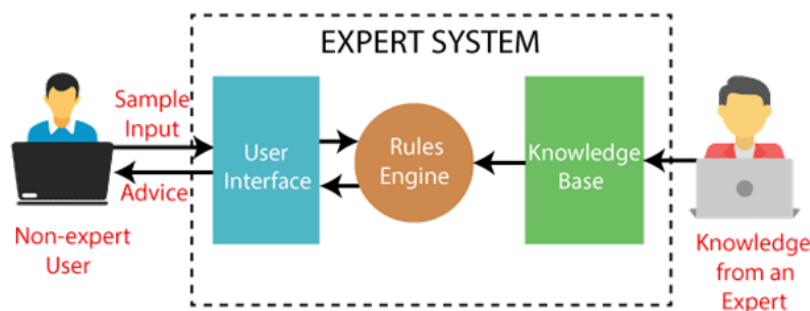 EXPERT SYSTEM
Sample
Input
Advice
Non-expert
User
User
Interface
Rules
Engine
Knowledge
Base
Knowledge
from an
Expert